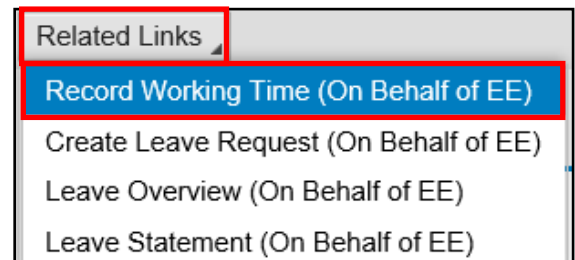 Related Links
Record Working Time (On Behalf of EE)
Create Leave Request (On Behalf of EE)
Leave Overview (On Behalf of EE)
Leave Statement (On Behalf of EE)